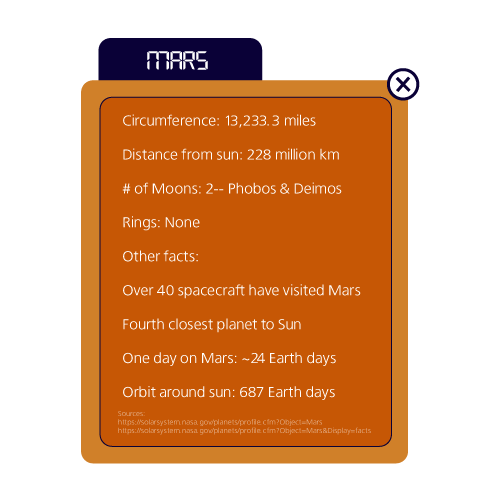 MARS
Circumference: 13,233.3 miles
Distance from sun: 228 million km
# of Moons: 2-- Phobos & Deimos
Rings: None
Other facts:
Over 40 spacecraft have visited Mars
Fourth closest planet to Sun
One day on Mars: ~24 Earth days
Orbit around sun: 687 Earth days
Sources:
https://solarsystem.nasa.gov/planets/profile.cfm?Object=Mars
https://solarsystem.nasa.gov/planets/profile.cfm?Object=Mars&Display=facts